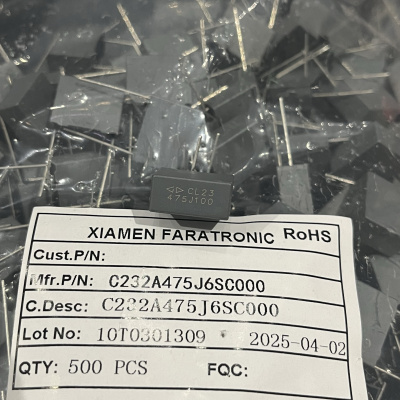 CL23
475J100
XIAMEN FARATRONIC RoHS
Cust.P/N:
Mfr.P/N: C232A475J6SC000
C.Desc: C232A475J6SC000
Lot No: 10T0301309 2025-04-02
QTY: 500 PCS FQC: